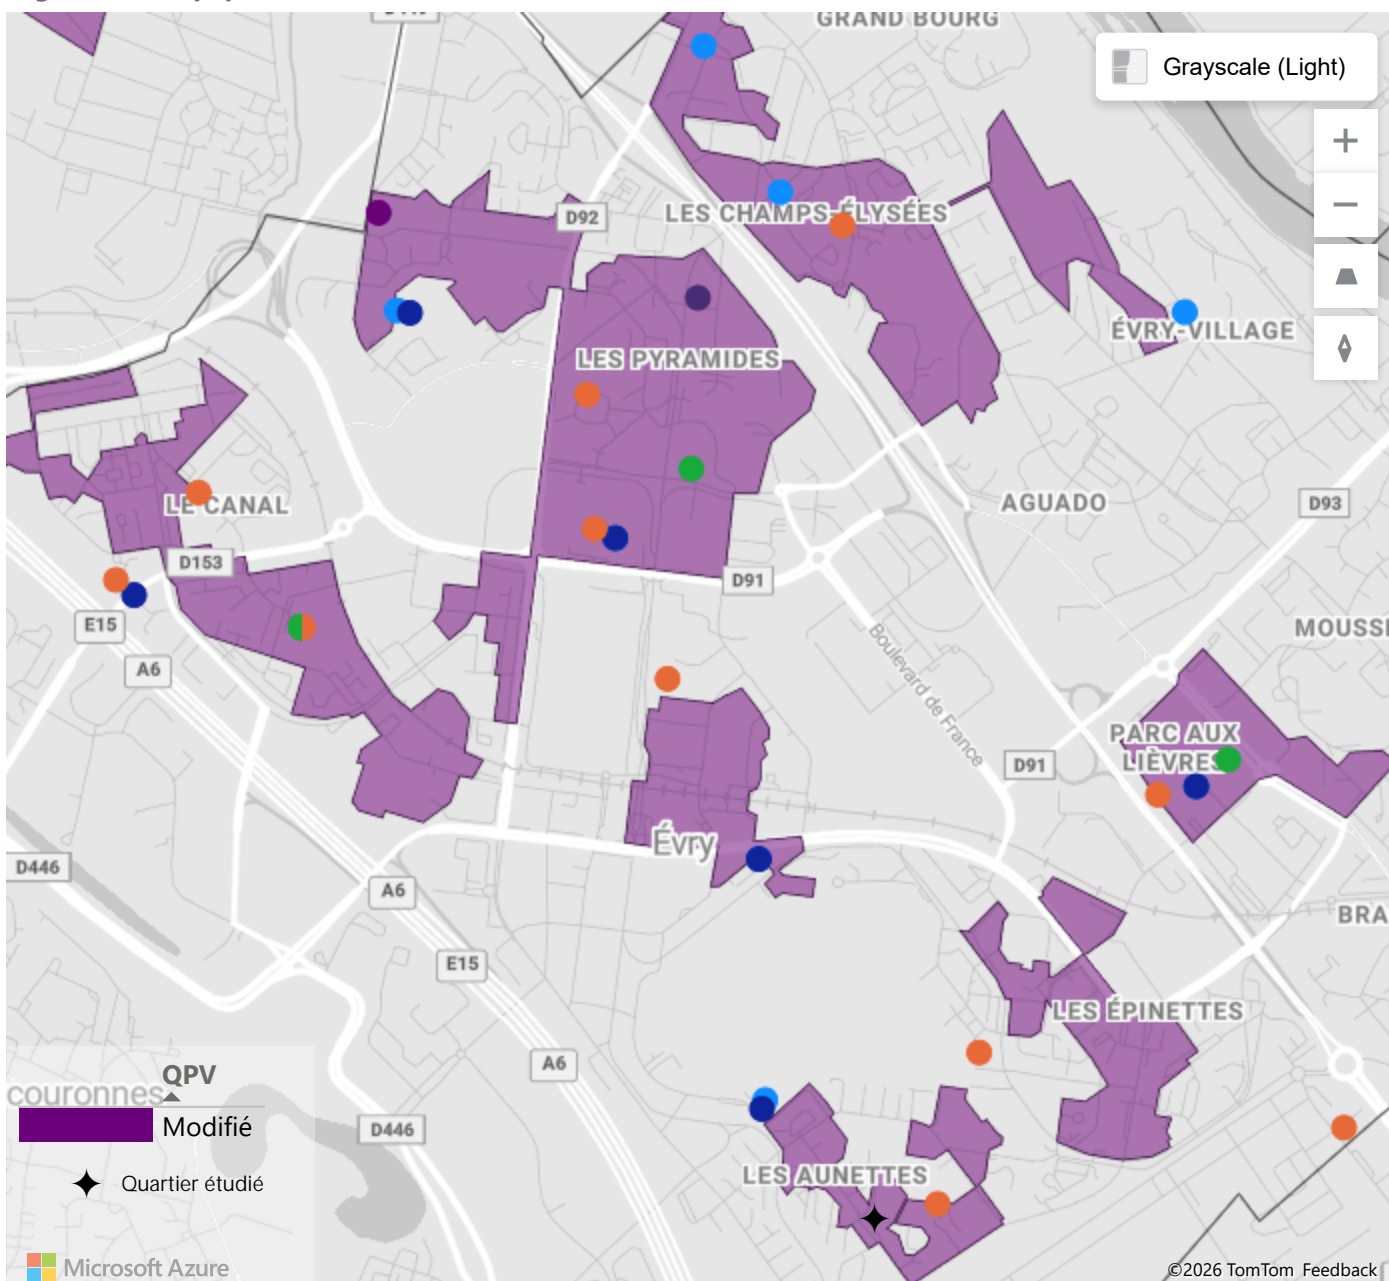 GRAND BOURG
Grayscale (Light)
D92
LES CHAMPS-ÉLYSÉES
ÉVRY-VILLAGE
LES PYRAMIDES
LE CANAL
AGUADO
D93
D153
D91
E15
A6
Boulevard de France
MOUSSE
PARC AUX
LIÈVRES
D91
Évry
D446
A6
BRA
E15
LES ÉPINETTES
A6
QPV
couronnes
Modifié
D446
Quartier étudié
LES AUNETTES
Microsoft Azure
©2026 TomTom Feedback